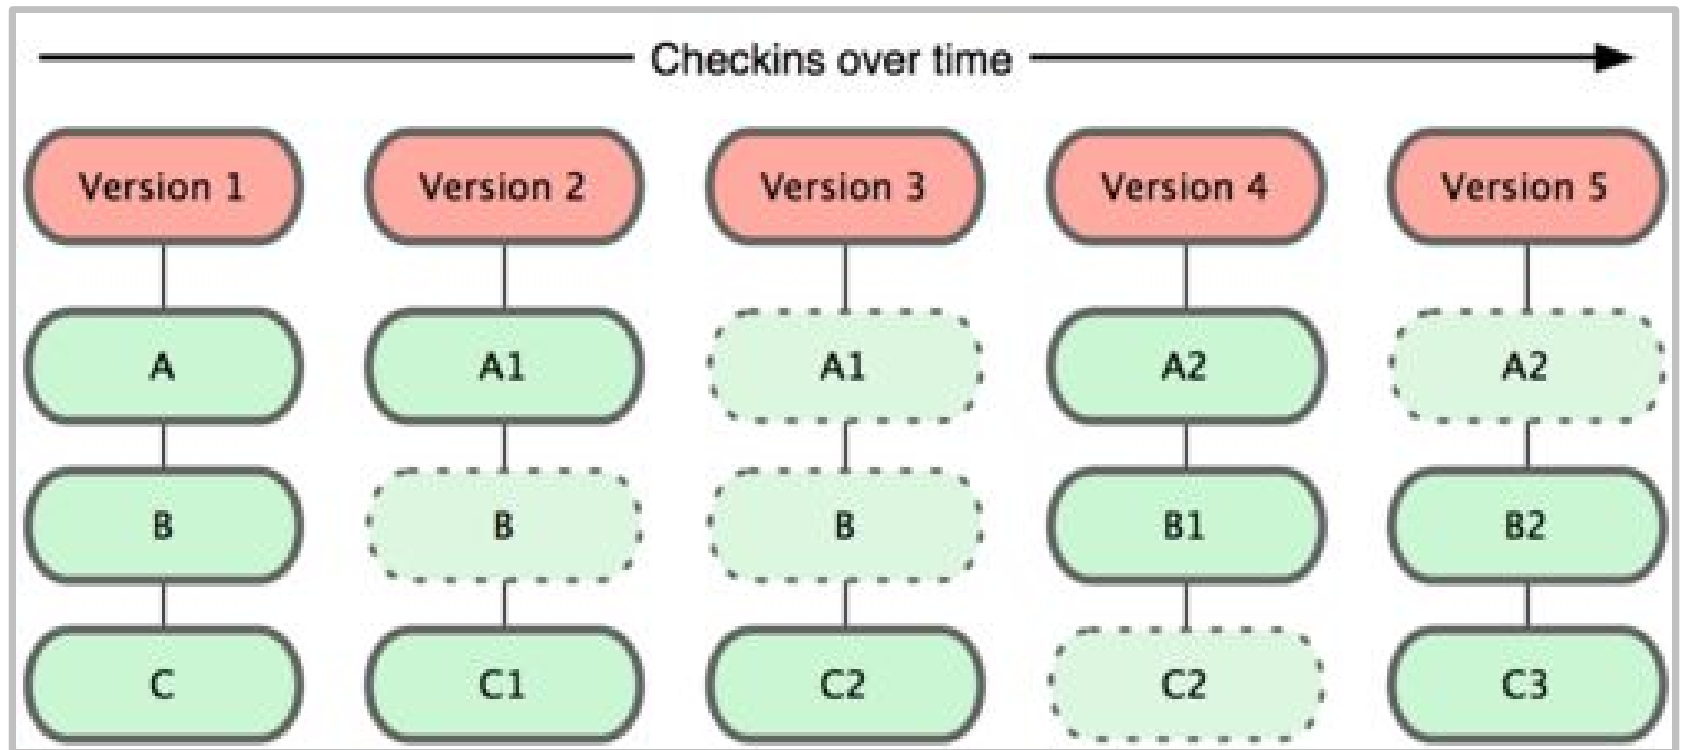 Checkins over time
Version 1 Version 2 Version 3 Version 4 Version 5
A A1 A1 A2 A2
B B B B1 B2
C C1 C2 C2 C3